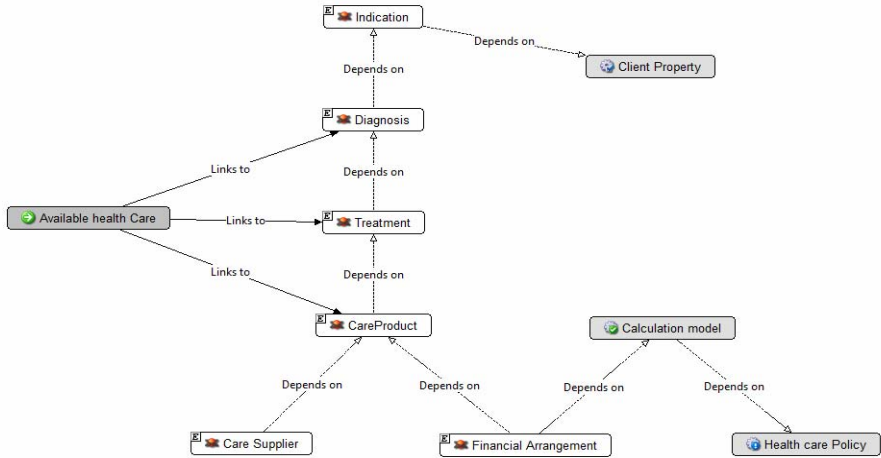 E Indication
Depends on
Client Property
Depends on
E Diagnosis
Links to
Depends on
Available health Care
Links to
E Treatment
Links to
Depends on
E CareProduct
Calculation model
Depends on
Depends on
Depends on
Depends on
E Care Supplier
E Financial Arrangement
Health care Policy